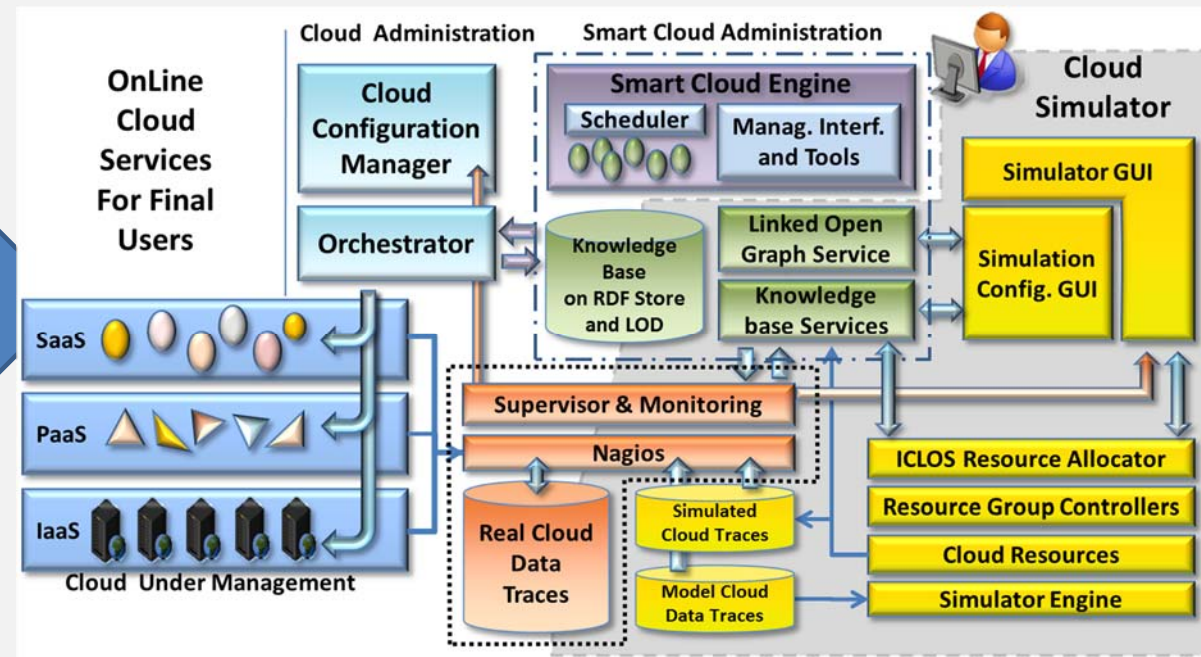 OnLine
Cloud
Services
For Final
Users
Cloud Administration
Cloud
Configuration
Manager
Orchestrator
Smart Cloud Administration
Smart Cloud Engine
Scheduler
Manag. Interf.
and Tools
Knowledge
Base
on RDF Store
and LOD
Linked Open
Graph Service
Knowledge
base Services
Cloud
Simulator
Simulator GUI
Simulation
Config. GUI
SaaS
PaaS
IaaS
Cloud Under Management
Supervisor & Monitoring
Nagios
Real Cloud
Data
Traces
Simulated
Cloud Traces
Model Cloud
Data Traces
ICLOS Resource Allocator
Resource Group Controllers
Cloud Resources
Simulator Engine